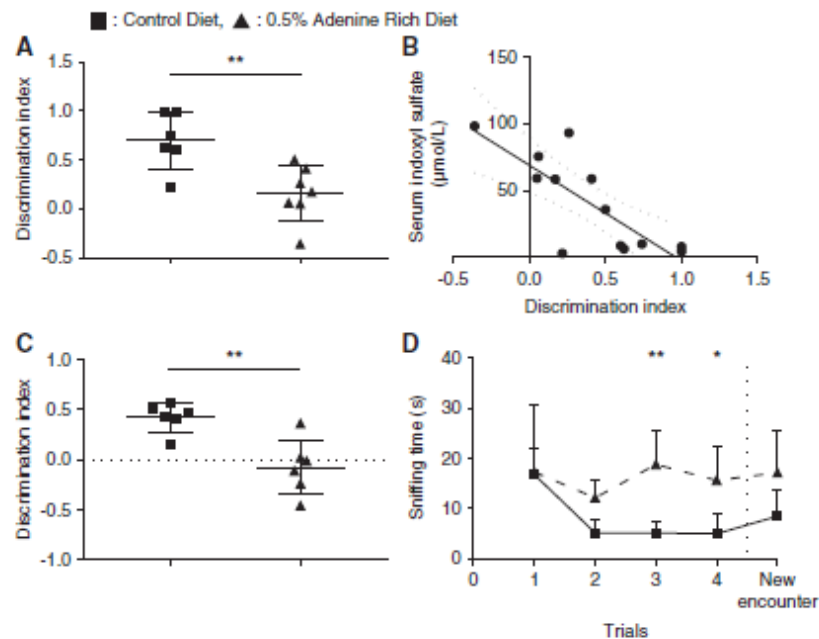 ■ : Control Diet, ▲ : 0.5% Adenine Rich Diet
A
**
Discrimination index
1.5
1.0
0.5
0.0
-0.5
B
Serum indoxyl sulfate
(μmol/L)
150
100
50
-0.5
0.0
0.5
1.0
1.5
Discrimination index
C
**
Discrimination index
1.0
0.5
0.0
-0.5
-1.0
D
**
*
Sniffing time (s)
40
30
20
10
0
0
1
2
3
4
New
encounter
Trials